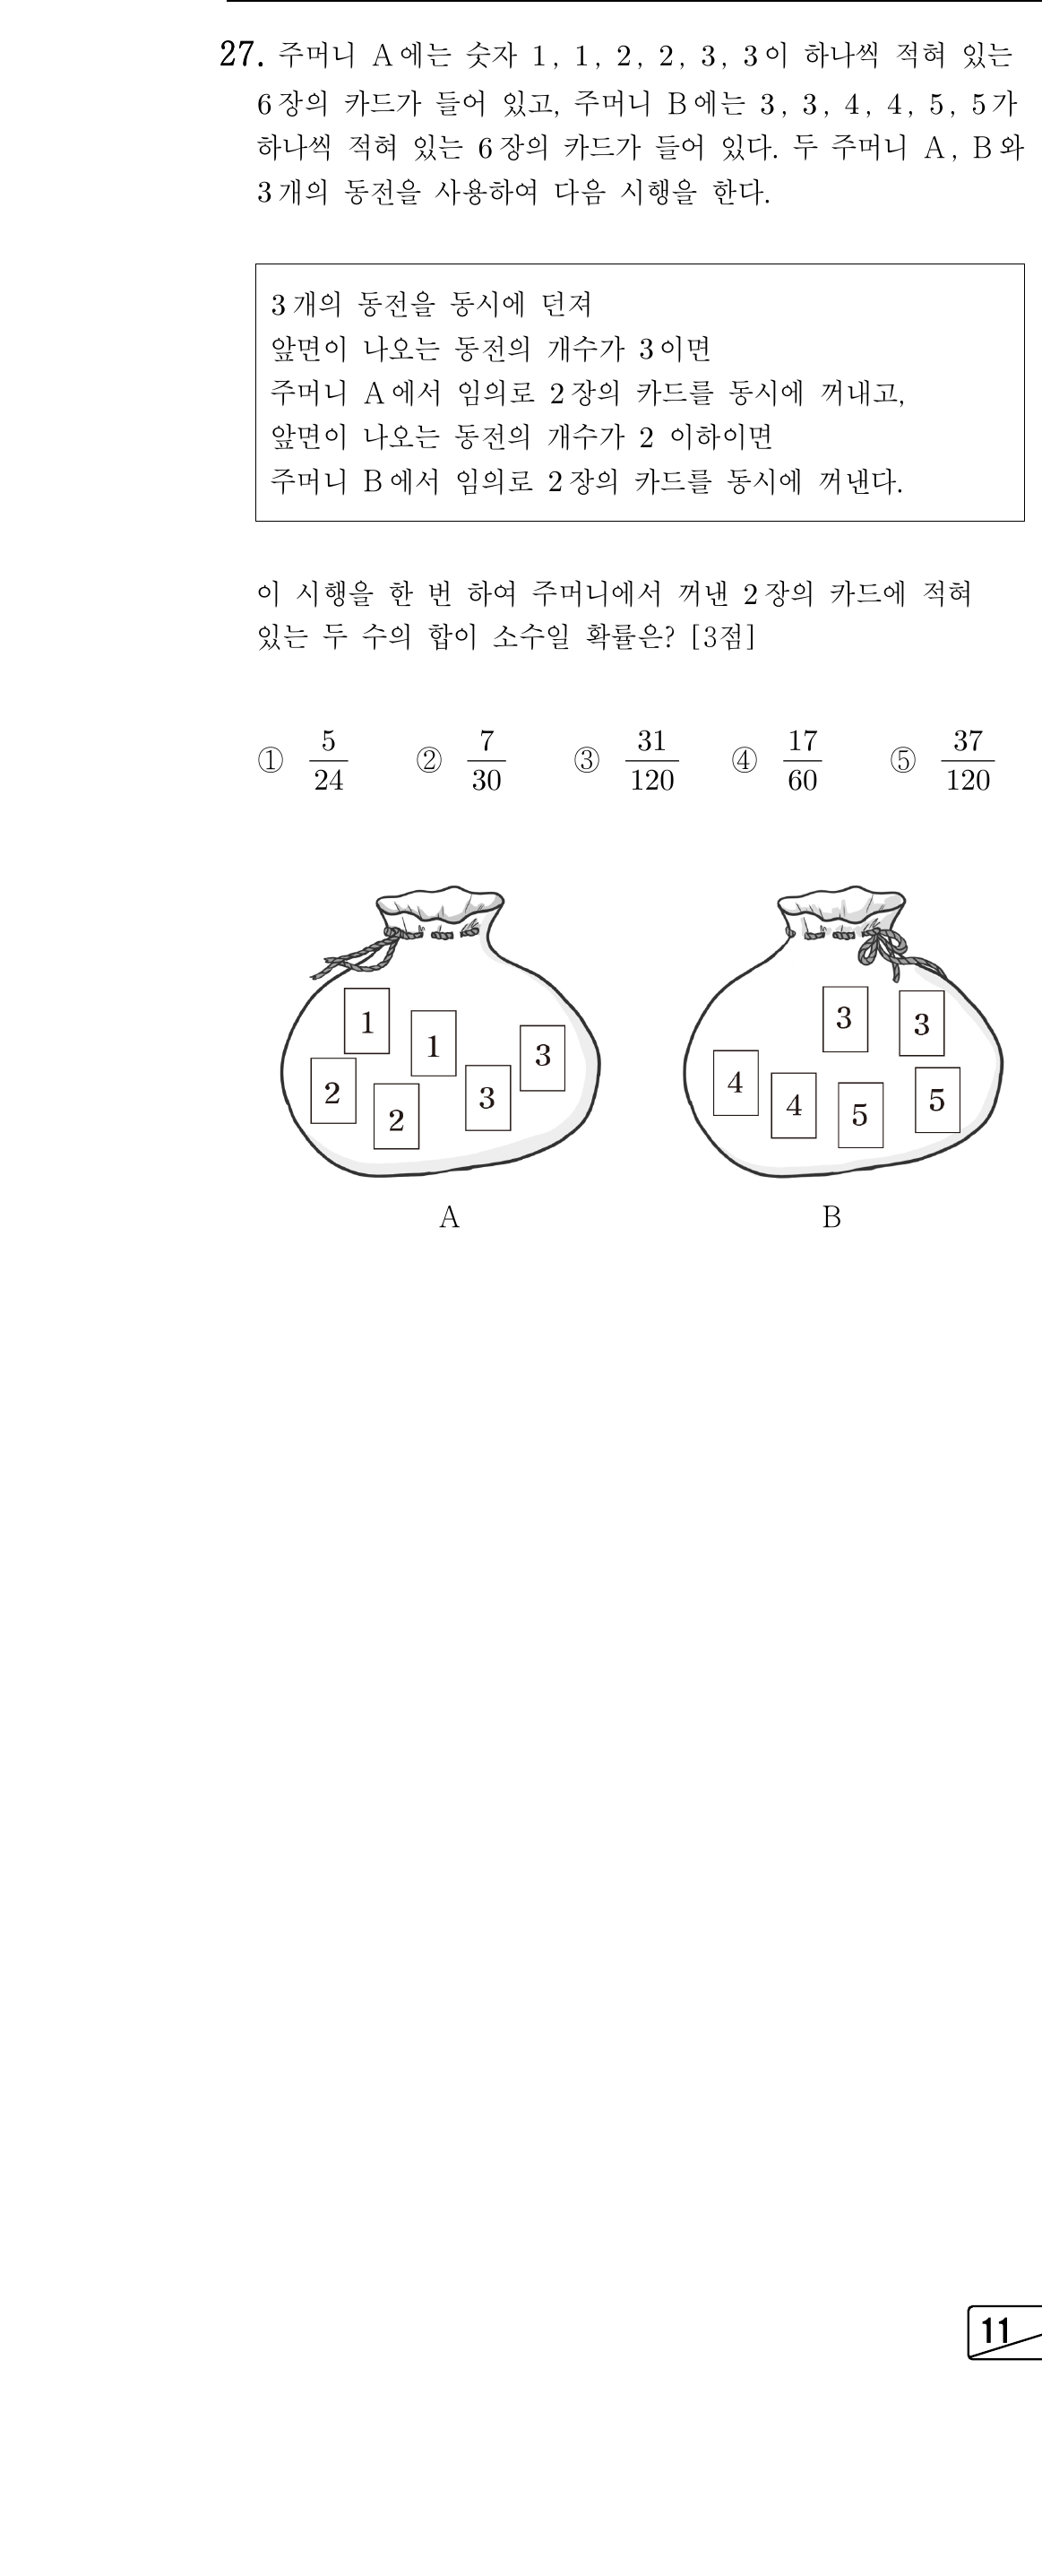 27. 주머니 A에는 숫자 1, 1, 2, 2, 3, 3이 하나씩 적혀 있는
6장의 카드가 들어 있고, 주머니 B에는 3, 3, 4, 4, 5, 5가
하나씩 적혀 있는 6장의 카드가 들어 있다. 두 주머니 A, B와
3개의 동전을 사용하여 다음 시행을 한다.
3개의 동전을 동시에 던져
앞면이 나오는 동전의 개수가 3이면
주머니 A에서 임의로 2장의 카드를 동시에 꺼내고,
앞면이 나오는 동전의 개수가 2 이하이면
주머니 B에서 임의로 2장의 카드를 동시에 꺼낸다.
이 시행을 한 번 하여 주머니에서 꺼낸 2장의 카드에 적혀
있는 두 수의 합이 소수일 확률은? [3점]
① 5/24 ② 7/30 ③ 31/120 ④ 17/60 ⑤ 37/120
1 1 3 2 2 3
3 3 4 4 5 5
A B
11